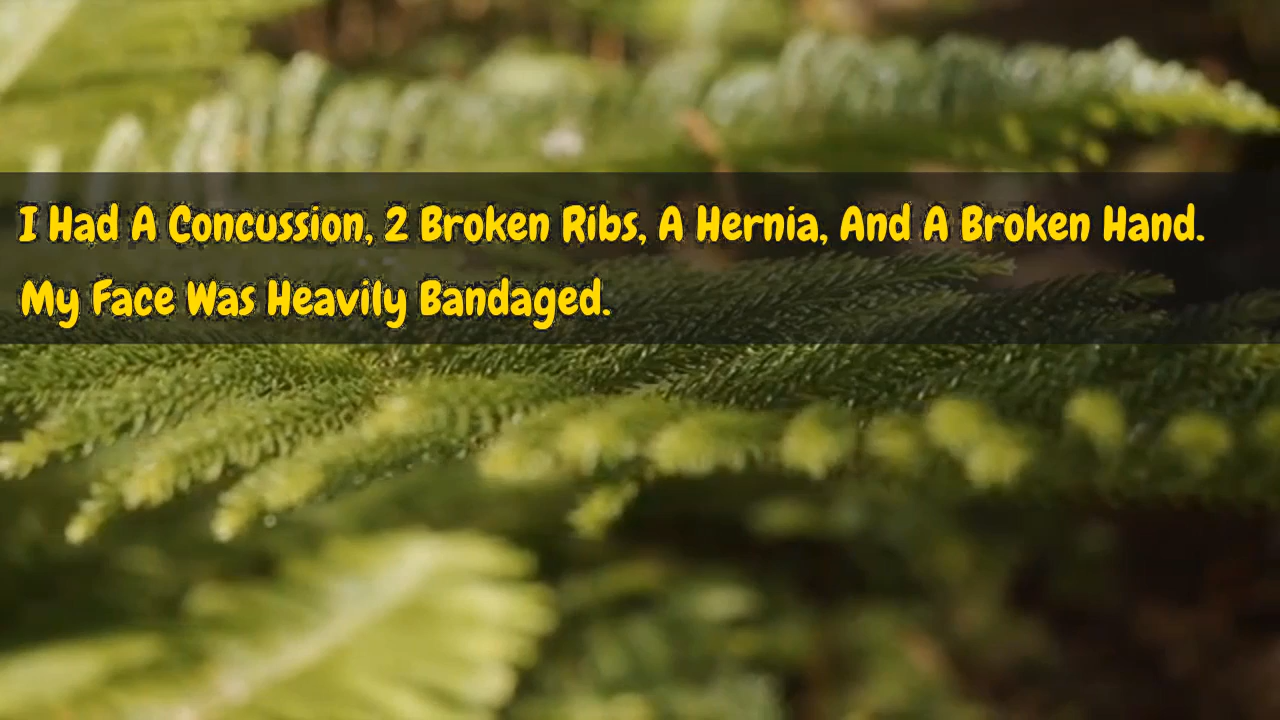 I Had A Concussion, 2 Broken Ribs, A Hernia, And A Broken Hand.
My Face Was Heavily Bandaged.